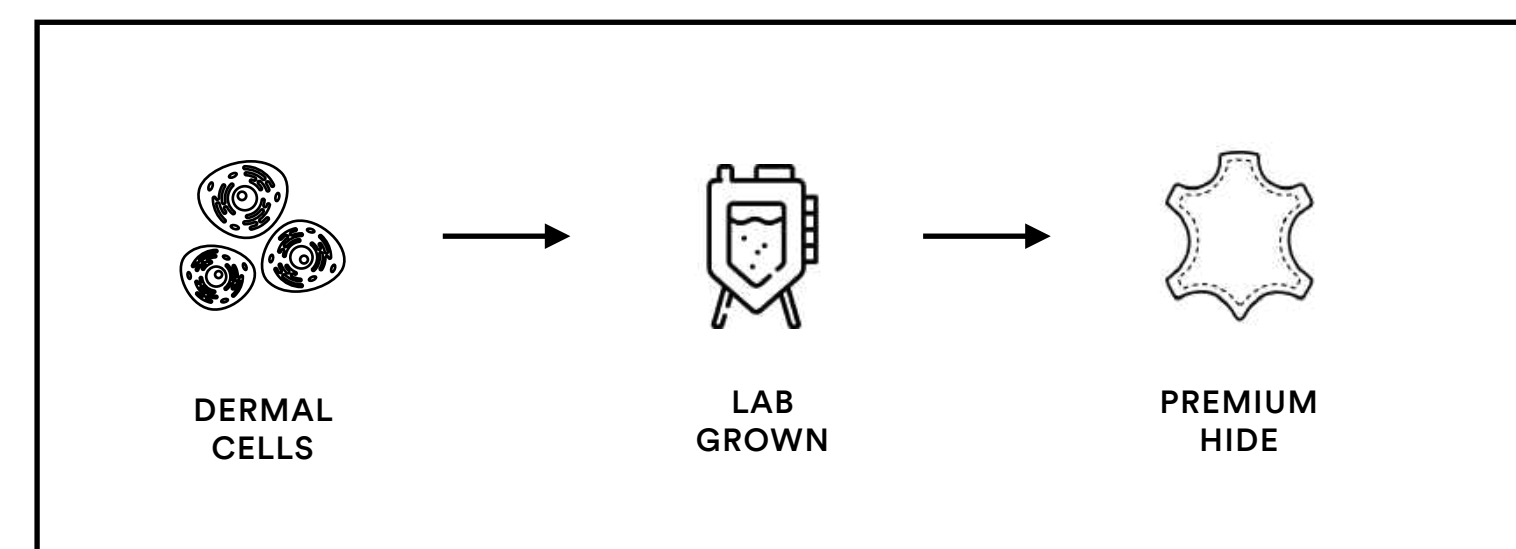 DERMAL
CELLS
LAB
GROWN
PREMIUM
HIDE